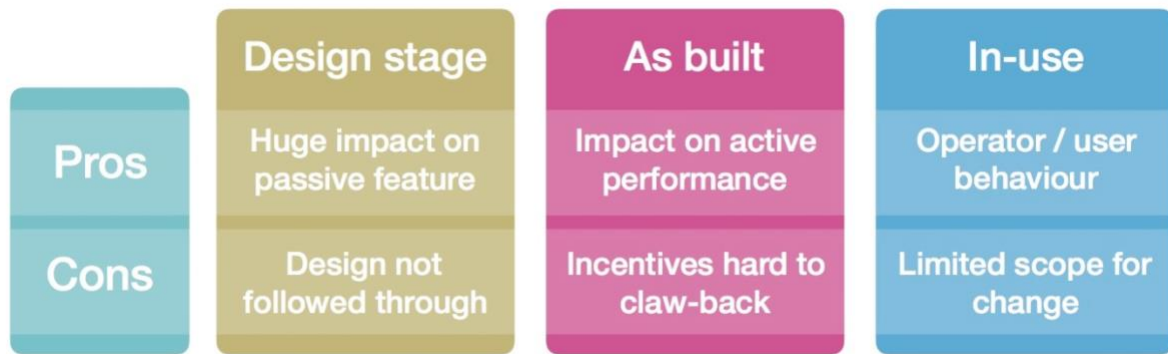 Design stage
As built
In-use
Pros
Huge impact on
passive feature
Impact on active
performance
Operator / user
behaviour
Cons
Design not
followed through
Incentives hard to
claw-back
Limited scope for
change